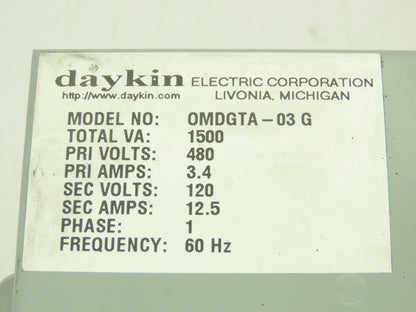 daykin ELECTRIC CORPORATION
http://www.daykin.com LIVONIA, MICHIGAN
MODEL NO: OMDGTA-03 G
TOTAL VA: 1500
PRI VOLTS: 480
PRI AMPS: 3.4
SEC VOLTS: 120
SEC AMPS: 12.5
PHASE: 1
FREQUENCY: 60 Hz